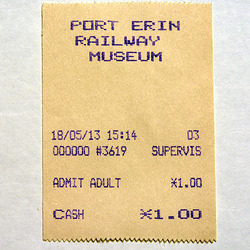 PORT ERIN
RAILWAY
MUSEUM
18/05/13 15:14 03
000000 #3619 SUPERVIS
ADMIT ADULT ¥1.00
CASH ¥1.00